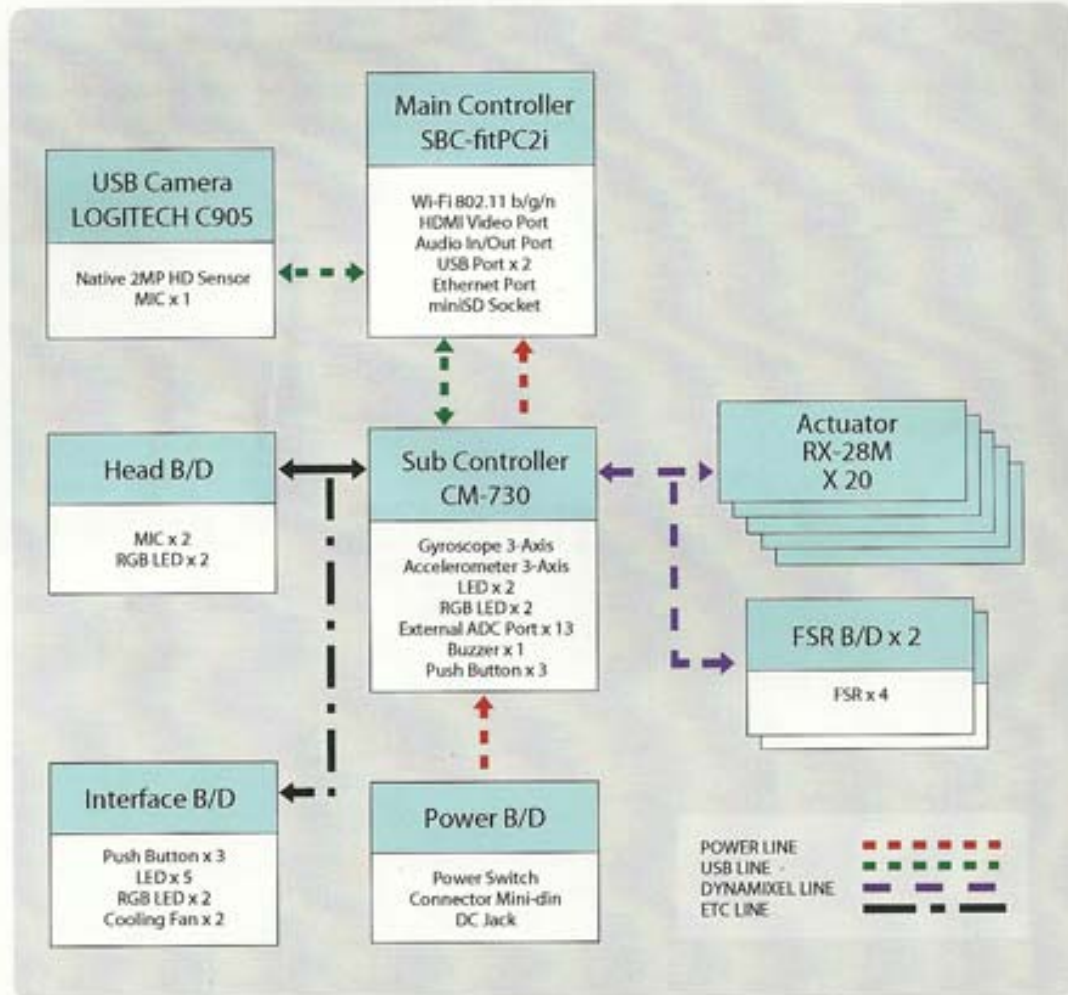 Main Controller
SBC-fitPC2i
Wi-Fi 802.11 b/g/n
HDMI Video Port
Audio In/Out Port
USB Port x 2
Ethernet Port
miniSD Socket
USB Camera
LOGITECH C905
Native 2MP HD Sensor
MIC x 1
Head B/D
MIC x 2
RGB LED x 2
Sub Controller
CM-730
Gyroscope 3-Axis
Accelerometer 3-Axis
LED x 2
RGB LED x 2
External ADC Port x 13
Buzzer x 1
Push Button x 3
Actuator
RX-28M
X 20
FSR B/D x 2
FSR x 4
Interface B/D
Push Button x 3
LED x 5
RGB LED x 2
Cooling Fan x 2
Power B/D
Power Switch
Connector Mini-din
DC Jack
POWER LINE
USB LINE -
DYNAMIXEL LINE
ETC LINE